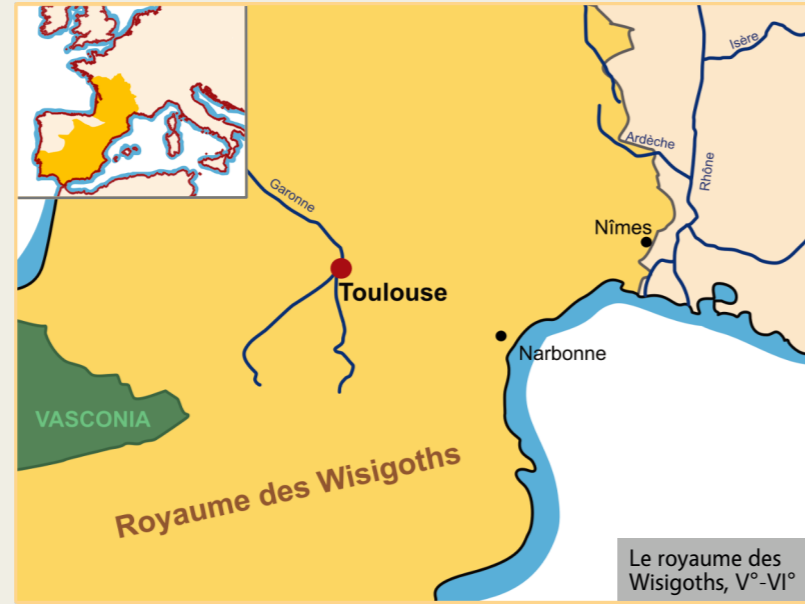 Isère
Ardèche
Rhône
Garonne
Nîmes
Toulouse
Narbonne
VASCONIA
Royaume des Wisigoths
Le royaume des
Wisigoths, V°-VI°